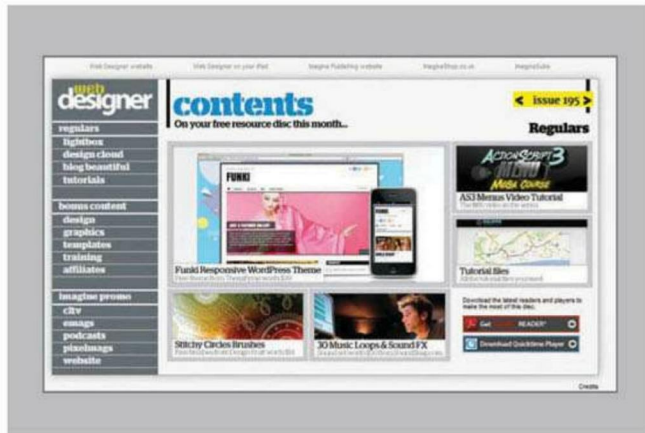 Web Designer website
Web Designer on your iPad
Imagine Publishing website
ImagineShop.co.uk
web
designer
contents
On your free resource disc this month...
< issue 195 >
Regulars
regulars
lightbox
design cloud
blog beautiful
tutorials
bonus content
design
graphics
templates
training
affiliates
imagine promo
city
emags
podcasts
pixelmags
website
FUNKI
Funki Responsive WordPress Theme
ACTIONSCRIPT 3
MENU
MEGA COURSE
AS3 Menus Video Tutorial
Tutorial files
Stitchy Circles Brushes
30 Music Loops & Sound FX
Download the latest readers and players to
make the most of this disc.
Get READER®
Download Quicktime Player
Credits